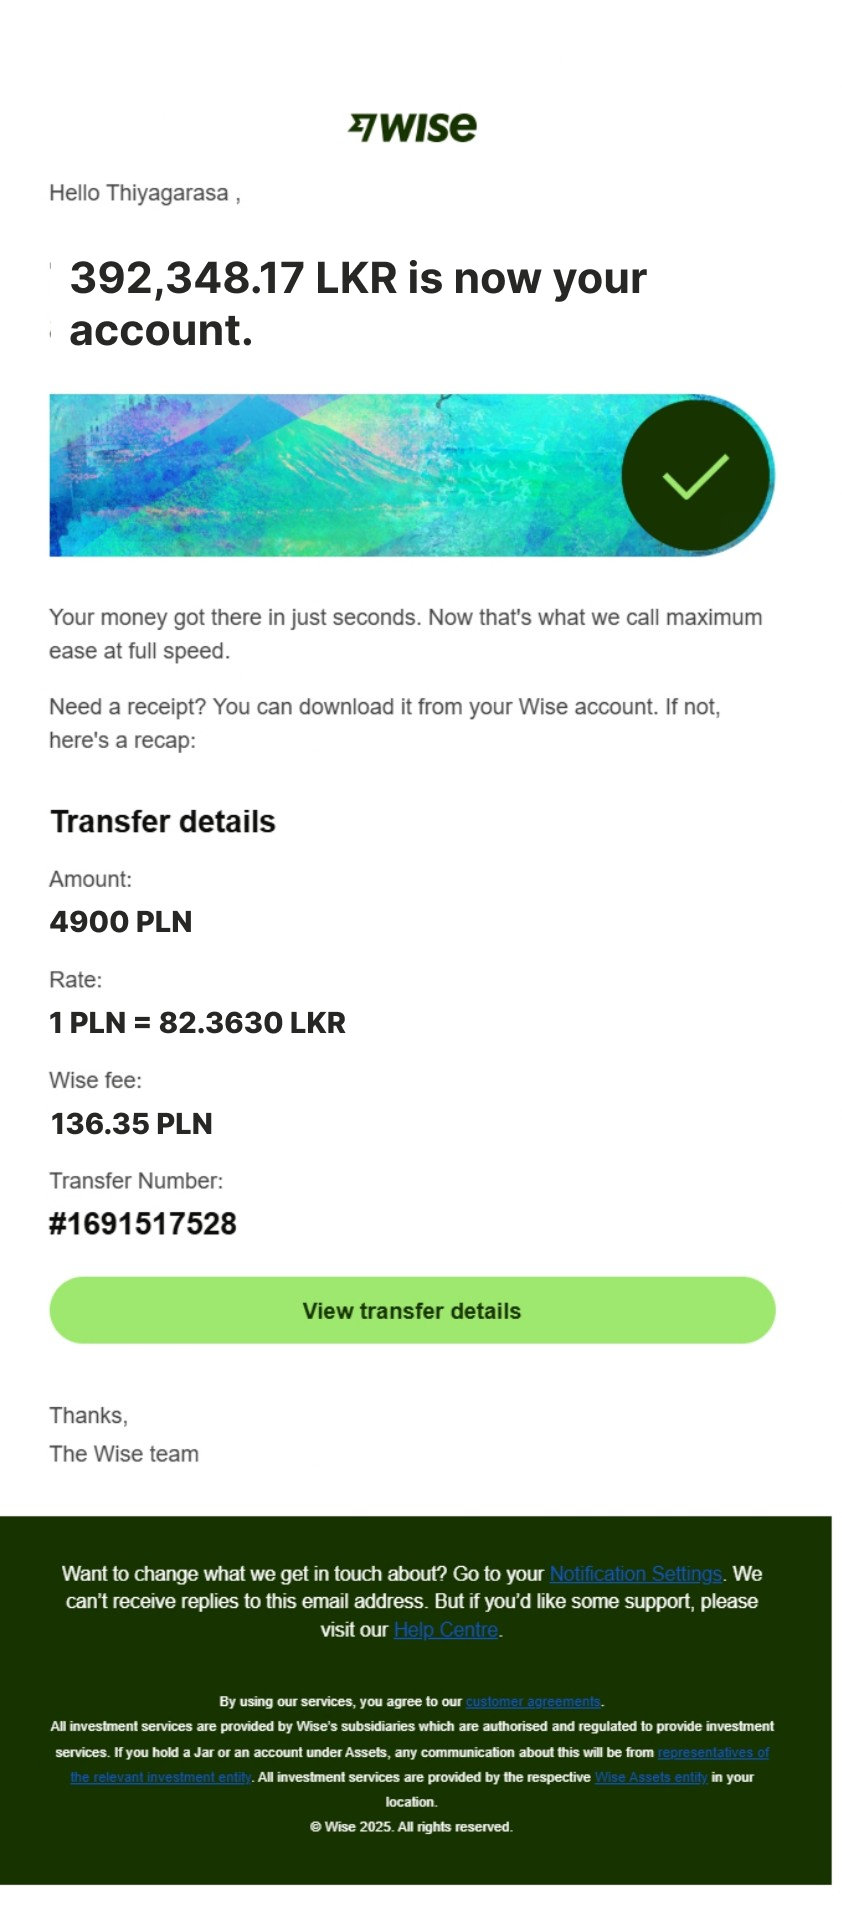 WISE
Hello Thiyagarasa ,
392,348.17 LKR is now your
account.
Your money got there in just seconds. Now that's what we call maximum
ease at full speed.
Need a receipt? You can download it from your Wise account. If not,
here's a recap:
Transfer details
Amount:
4900 PLN
Rate:
1 PLN = 82.3630 LKR
Wise fee:
136.35 PLN
Transfer Number:
#1691517528
View transfer details
Thanks,
The Wise team
Want to change what we get in touch about? Go to your Notification Settings. We
can’t receive replies to this email address. But if you’d like some support, please
visit our Help Centre.
By using our services, you agree to our customer agreements.
All investment services are provided by Wise’s subsidiaries which are authorised and regulated to provide investment
services. If you hold a Jar or an account under Assets, any communication about this will be from representatives of
the relevant investment entity. All investment services are provided by the respective Wise Assets entity in your
location.
© Wise 2025. All rights reserved.